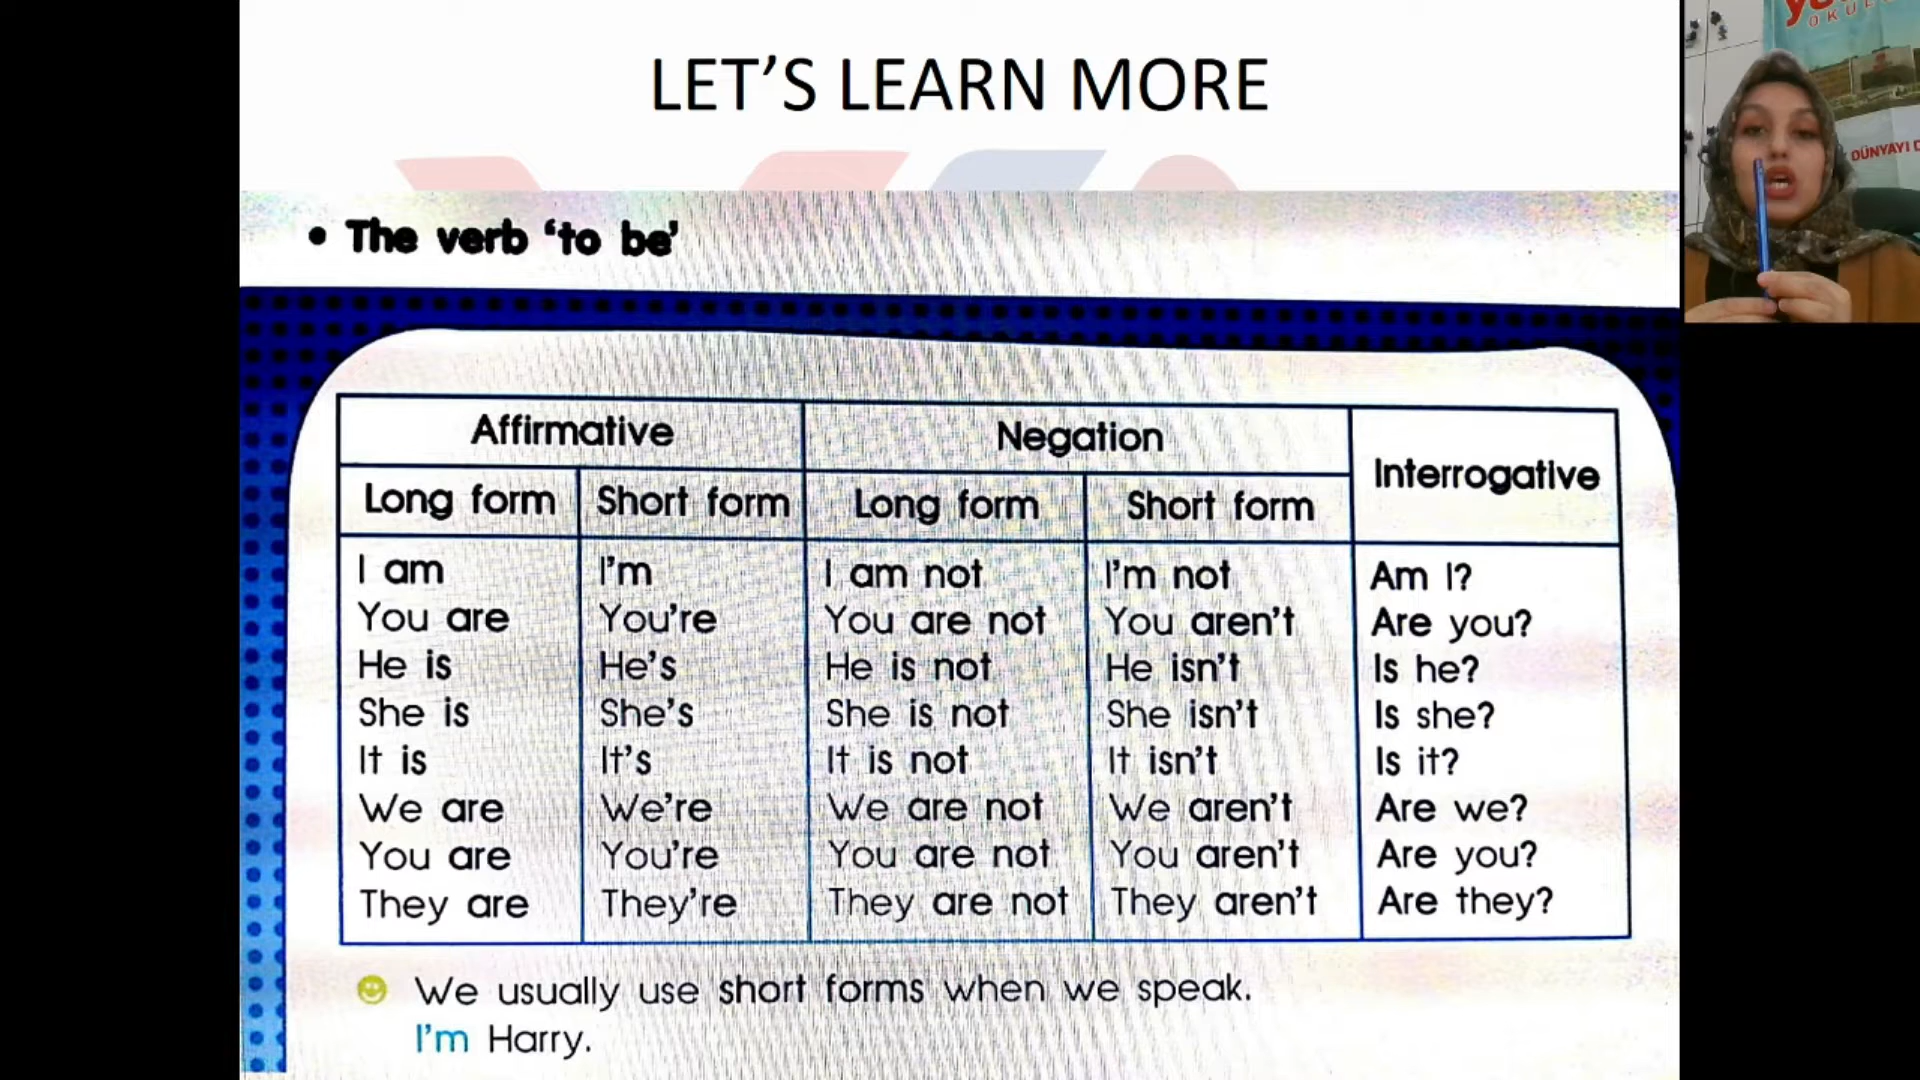 LET'S LEARN MORE
• The verb ‘to be’
Affirmative Negation Interrogative
Long form Short form Long form Short form
I am I'm I am not I'm not Am I?
You are You're You are not You aren't Are you?
He is He's He is not He isn't Is he?
She is She's She is not She isn't Is she?
It is It's It is not It isn't Is it?
We are We're We are not We aren't Are we?
You are You're You are not You aren't Are you?
They are They're They are not They aren't Are they?
We usually use short forms when we speak.
I'm Harry.
DÜNYAYI